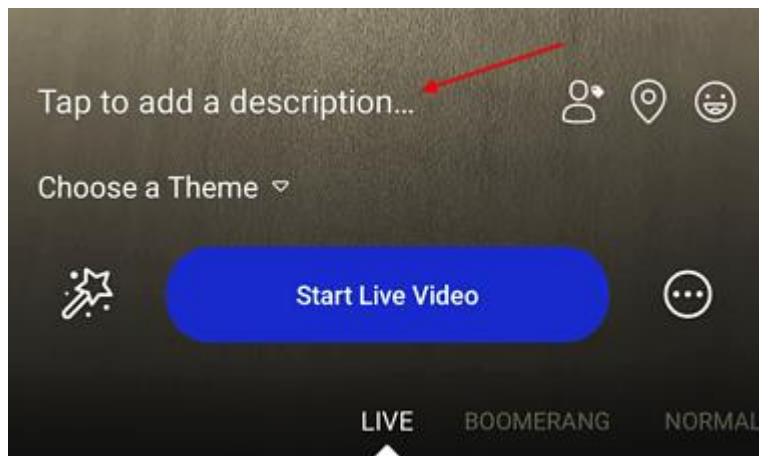 Tap to add a description...
Choose a Theme
Start Live Video
LIVE BOOMERANG NORMAL